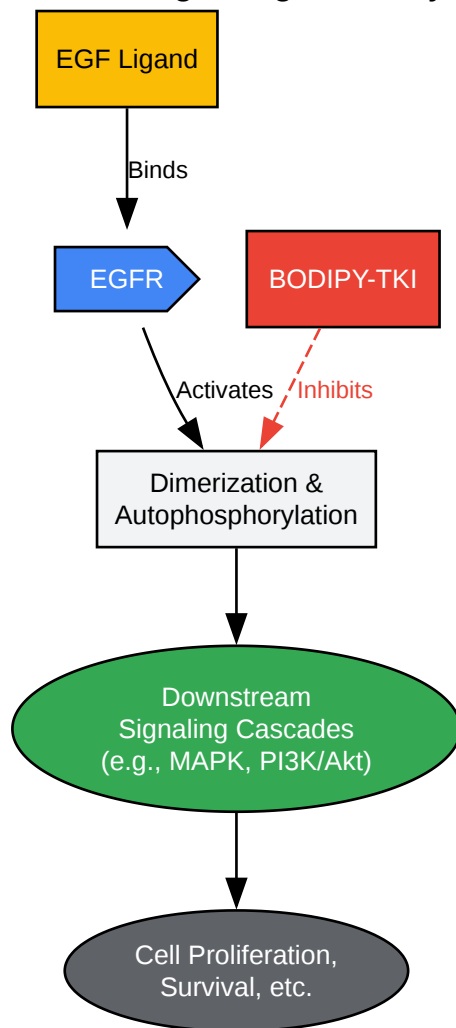 EGF Ligand
Binds
EGFR
BODIPY-TKI
Activates
Inhibits
Dimerization &
Autophosphorylation
Downstream
Signaling Cascades
(e.g., MAPK, PI3K/Akt)
Cell Proliferation,
Survival, etc.